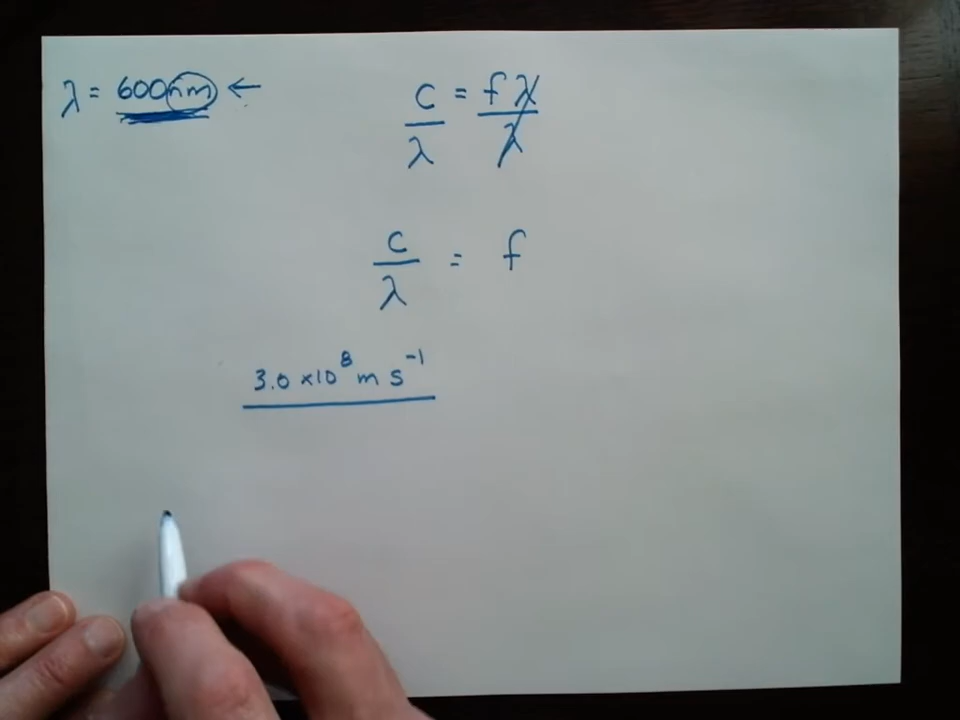 λ = 600nm ←
c = fλ
λ λ
c = f
λ
3.0 ×10⁸ m s⁻¹